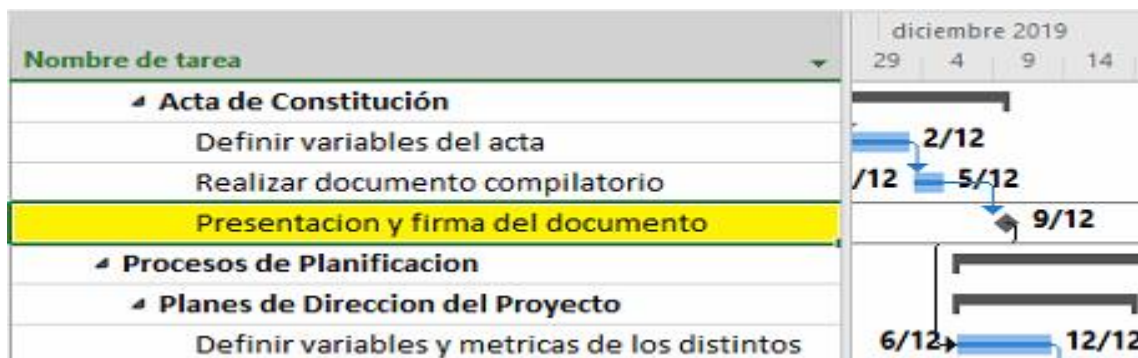 Nombre de tarea
diciembre 2019
29 4 9 14
Acta de Constitución
Definir variables del acta 2/12
Realizar documento compilatorio /12 5/12
Presentacion y firma del documento 9/12
Procesos de Planificacion
Planes de Direccion del Proyecto
Definir variables y metricas de los distintos 6/12 12/12